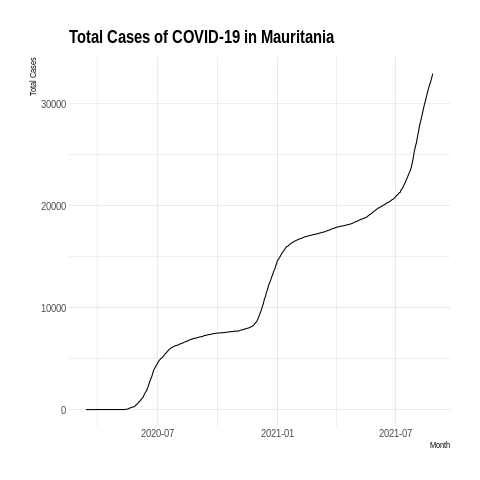 Total Cases of COVID-19 in Mauritania
Total Cases
30000
20000
10000
0
2020-07
2021-01
2021-07
Month